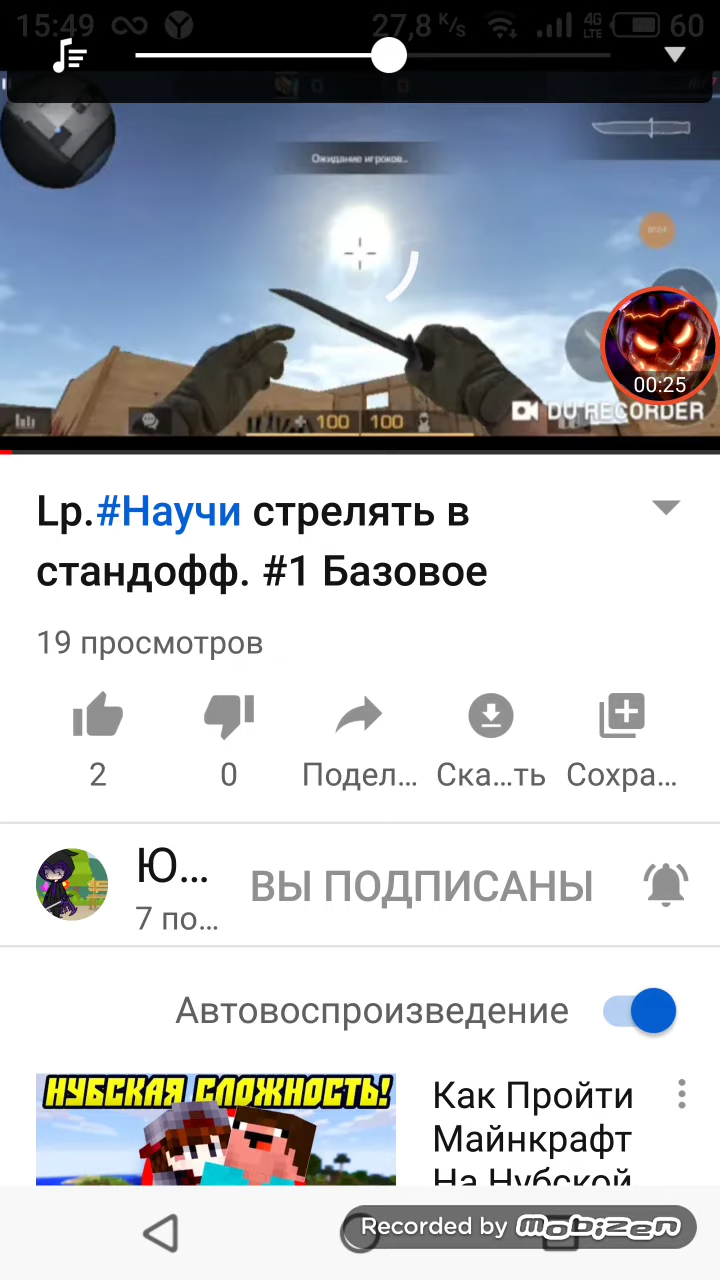 15:49
27,8 K/s
4G
LTE
60
Ожидание игроков...
00:25
100
100
DU RECORDER
Lp.#Научи стрелять в
стандофф. #1 Базовое
19 просмотров
2
0
Подел...
Ска...ть
Сохра...
Ю...
ВЫ ПОДПИСАНЫ
7 по...
Автовоспроизведение
НУБСКАЯ СЛОЖНОСТЬ!
Как Пройти
Майнкрафт
На Нубской
Recorded by mobizen